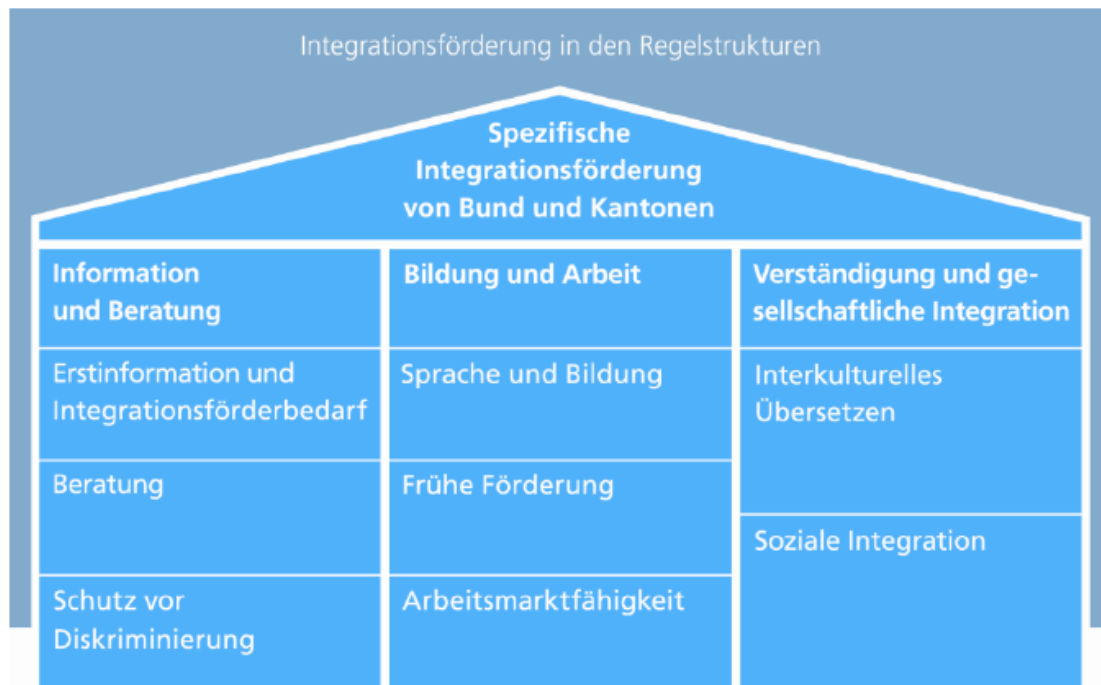 Integrationsförderung in den Regelstrukturen
Spezifische
Integrationsförderung
von Bund und Kantonen
Information
und Beratung
Erstinformation und
Integrationsförderbedarf
Beratung
Schutz vor
Diskriminierung
Bildung und Arbeit
Sprache und Bildung
Frühe Förderung
Arbeitsmarktfähigkeit
Verständigung und ge-
sellschaftliche Integration
Interkulturelles
Übersetzen
Soziale Integration